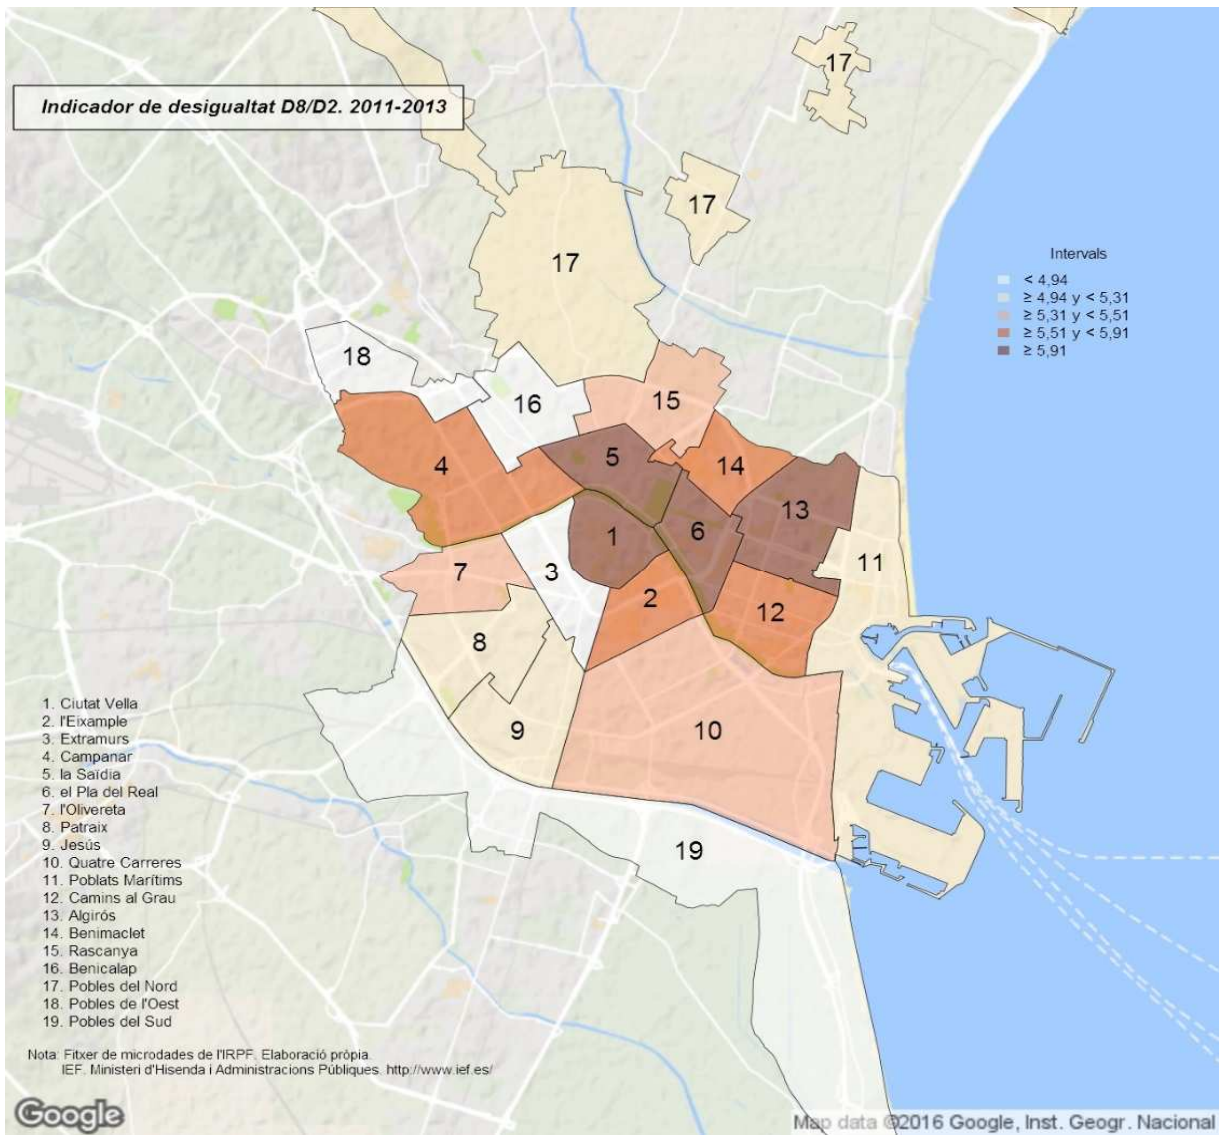 Indicador de desigualtat D8/D2. 2011-2013
17
17
17
Intervals
< 4,94
≥ 4,94 y < 5,31
≥ 5,31 y < 5,51
≥ 5,51 y < 5,91
≥ 5,91
18
16
15
4
5
14
13
6
1
11
3
7
2
12
8
10
9
19
1. Ciutat Vella
2. l'Eixample
3. Extramurs
4. Campanar
5. la Saïdia
6. el Pla del Real
7. l'Olivereta
8. Patraix
9. Jesús
10. Quatre Carreres
11. Poblats Marítims
12. Camins al Grau
13. Algirós
14. Benimaclet
15. Rascanya
16. Benicalap
17. Pobles del Nord
18. Pobles de l'Oest
19. Pobles del Sud
Nota: Fitxer de microdades de l'IRPF. Elaboració pròpia.
IEF. Ministeri d'Hisenda i Administracions Públiques. http://www.ief.es/
Google
Map data ©2016 Google, Inst. Geogr. Nacional